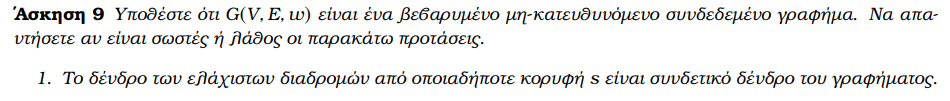 Άσκηση 9 Υποθέστε ότι G(V, E, w) είναι ένα βεβαρυμένο μη-κατευθυνόμενο συνδεδεμένο γραφήμα. Να απα-
ντήσετε αν είναι σωστές ή λάθος οι παρακάτω προτάσεις.
1. Το δένδρο των ελάχιστων διαδρομών από οποιαδήποτε κορυφή s είναι συνδετικό δένδρο του γραφήματος.